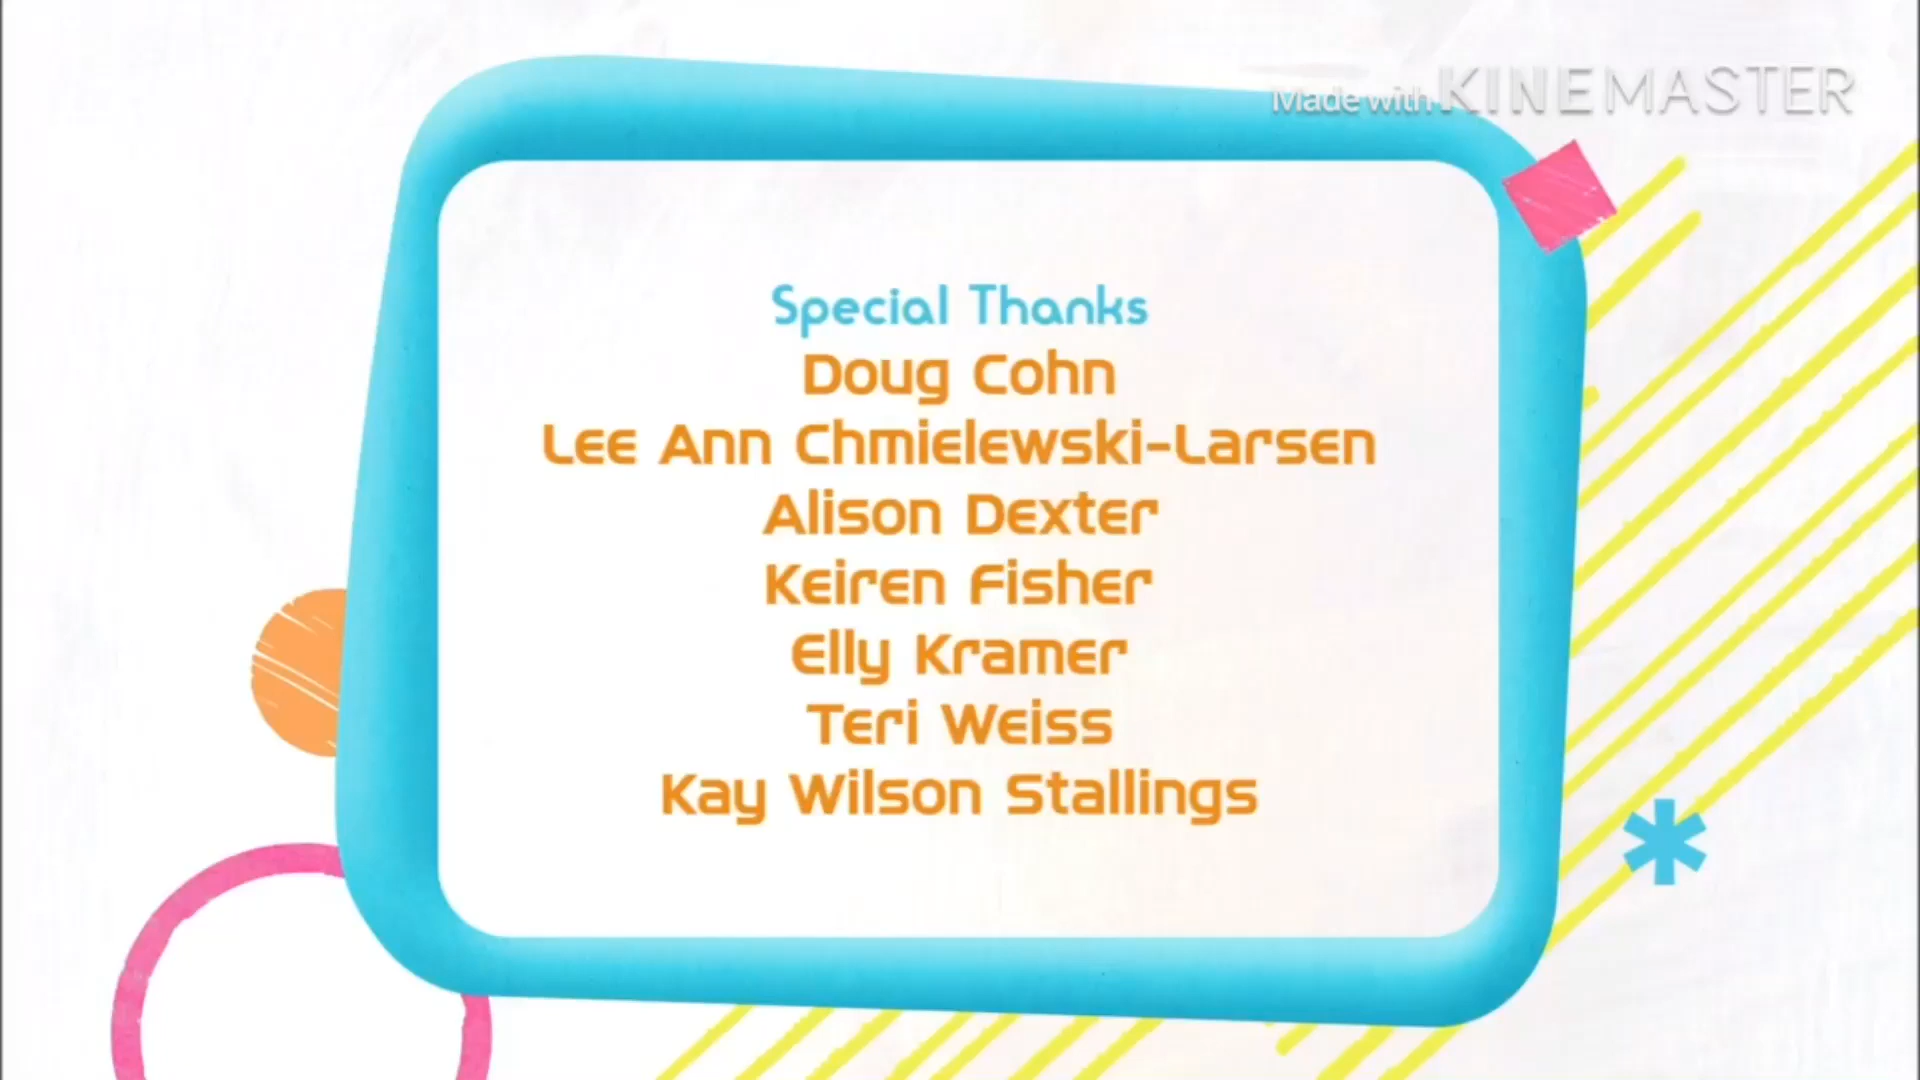 Made with KINEMASTER
Special Thanks
Doug Cohn
Lee Ann Chmielewski-Larsen
Alison Dexter
Keiren Fisher
Elly Kramer
Teri Weiss
Kay Wilson Stallings